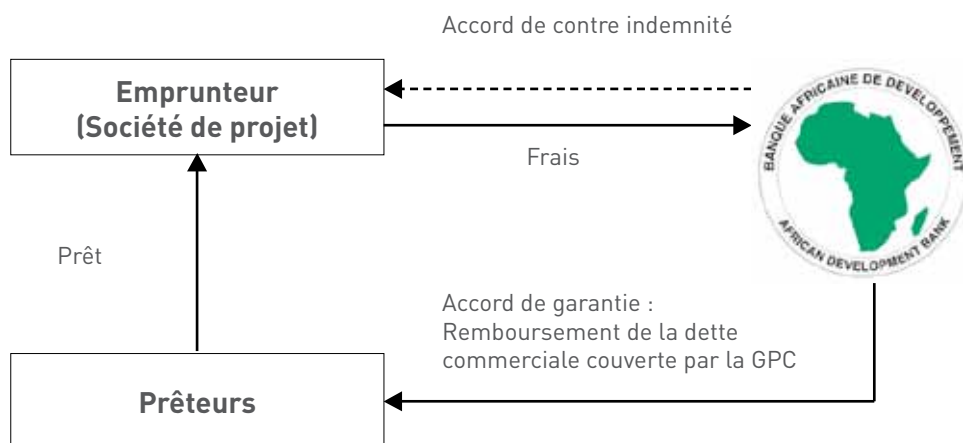 Accord de contre indemnité
Emprunteur
(Société de projet)
Frais
BANQUE AFRICAINE DE DEVELOPPEMENT
AFRICAN DEVELOPMENT BANK
Prêt
Accord de garantie :
Remboursement de la dette
commerciale couverte par la GPC
Prêteurs